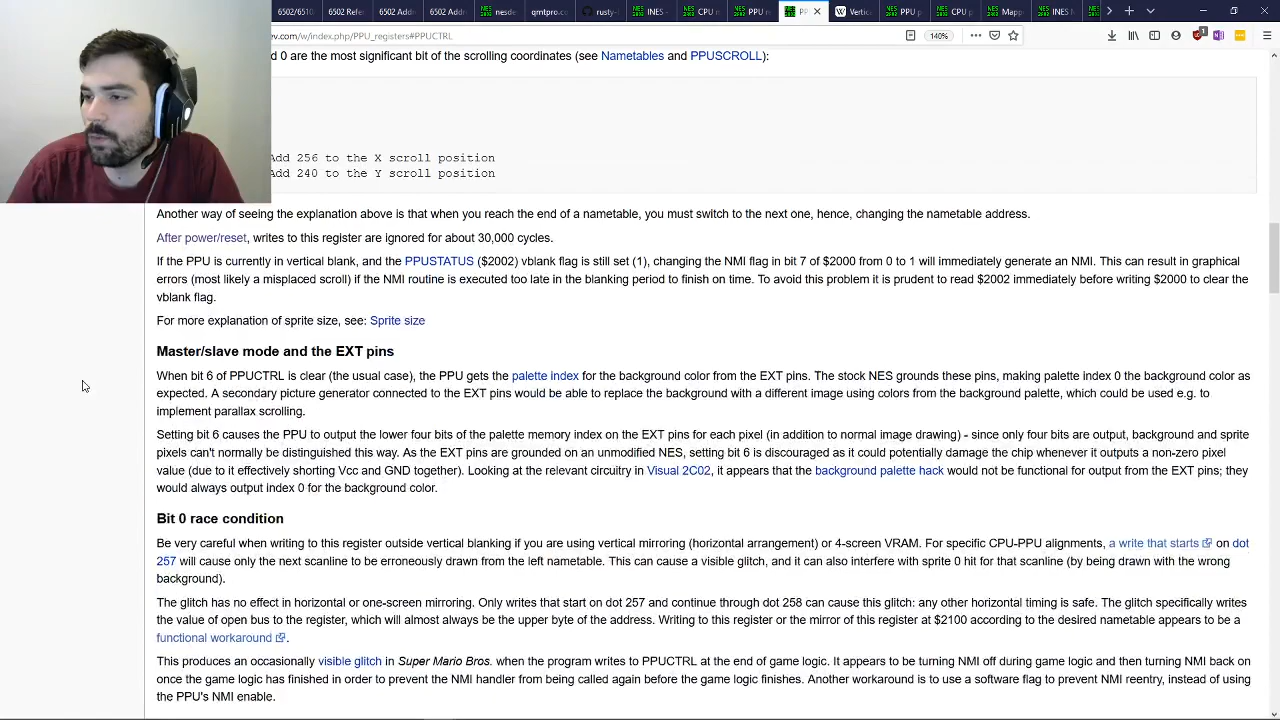 6502/6510
6502 Refer
6502 Addre
6502 Addre
nesde
qmtpro.co
rusty-
INES
CPU m
PPU re
PP
Vertic
PPU p
CPU p
Mapp
INES M
ev.com/w/index.php/PPU_registers#PPUCTRL
140%
d 0 are the most significant bit of the scrolling coordinates (see Nametables and PPUSCROLL):
Add 256 to the X scroll position
Add 240 to the Y scroll position
Another way of seeing the explanation above is that when you reach the end of a nametable, you must switch to the next one, hence, changing the nametable address.
After power/reset, writes to this register are ignored for about 30,000 cycles.
If the PPU is currently in vertical blank, and the PPUSTATUS ($2002) vblank flag is still set (1), changing the NMI flag in bit 7 of $2000 from 0 to 1 will immediately generate an NMI. This can result in graphical
errors (most likely a misplaced scroll) if the NMI routine is executed too late in the blanking period to finish on time. To avoid this problem it is prudent to read $2002 immediately before writing $2000 to clear the
vblank flag.
For more explanation of sprite size, see: Sprite size
Master/slave mode and the EXT pins
When bit 6 of PPUCTRL is clear (the usual case), the PPU gets the palette index for the background color from the EXT pins. The stock NES grounds these pins, making palette index 0 the background color as
expected. A secondary picture generator connected to the EXT pins would be able to replace the background with a different image using colors from the background palette, which could be used e.g. to
implement parallax scrolling.
Setting bit 6 causes the PPU to output the lower four bits of the palette memory index on the EXT pins for each pixel (in addition to normal image drawing) - since only four bits are output, background and sprite
pixels can't normally be distinguished this way. As the EXT pins are grounded on an unmodified NES, setting bit 6 is discouraged as it could potentially damage the chip whenever it outputs a non-zero pixel
value (due to it effectively shorting Vcc and GND together). Looking at the relevant circuitry in Visual 2C02, it appears that the background palette hack would not be functional for output from the EXT pins; they
would always output index 0 for the background color.
Bit 0 race condition
Be very careful when writing to this register outside vertical blanking if you are using vertical mirroring (horizontal arrangement) or 4-screen VRAM. For specific CPU-PPU alignments, a write that starts on dot
257 will cause only the next scanline to be erroneously drawn from the left nametable. This can cause a visible glitch, and it can also interfere with sprite 0 hit for that scanline (by being drawn with the wrong
background).
The glitch has no effect in horizontal or one-screen mirroring. Only writes that start on dot 257 and continue through dot 258 can cause this glitch: any other horizontal timing is safe. The glitch specifically writes
the value of open bus to the register, which will almost always be the upper byte of the address. Writing to this register or the mirror of this register at $2100 according to the desired nametable appears to be a
functional workaround.
This produces an occasionally visible glitch in Super Mario Bros. when the program writes to PPUCTRL at the end of game logic. It appears to be turning NMI off during game logic and then turning NMI back on
once the game logic has finished in order to prevent the NMI handler from being called again before the game logic finishes. Another workaround is to use a software flag to prevent NMI reentry, instead of using
the PPU's NMI enable.